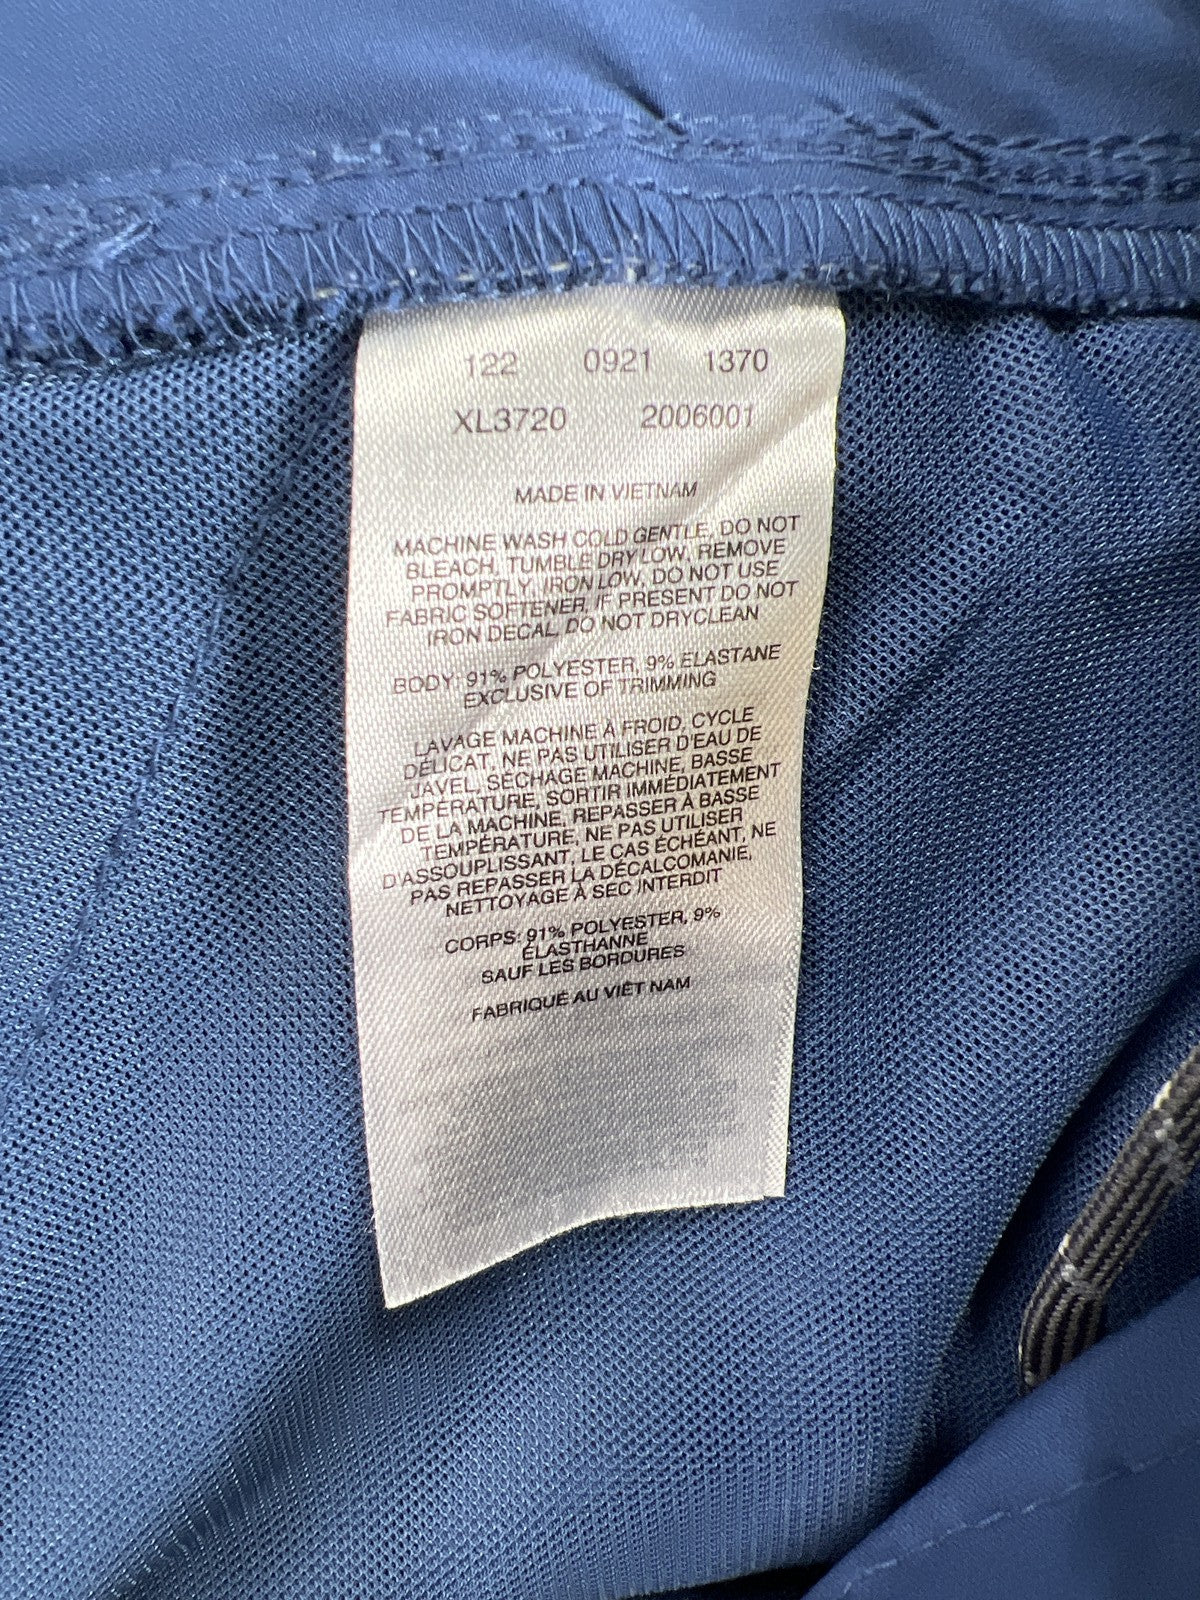 122 0921 1370
XL3720 2006001
MADE IN VIETNAM
MACHINE WASH COLD GENTLE, DO NOT
BLEACH, TUMBLE DRY LOW, REMOVE
PROMPTLY, IRON LOW, DO NOT USE
FABRIC SOFTENER, IF PRESENT DO NOT
IRON DECAL, DO NOT DRYCLEAN
BODY: 91% POLYESTER, 9% ELASTANE
EXCLUSIVE OF TRIMMING
LAVAGE MACHINE À FROID, CYCLE
DÉLICAT, NE PAS UTILISER D'EAU DE
JAVEL, SÉCHAGE MACHINE, BASSE
TEMPÉRATURE, SORTIR IMMÉDIATEMENT
DE LA MACHINE, REPASSER À BASSE
TEMPÉRATURE, NE PAS UTILISER
D'ASSOUPLISSANT, LE CAS ÉCHÉANT, NE
PAS REPASSER LA DÉCALCOMANIE,
NETTOYAGE À SEC INTERDIT
CORPS: 91% POLYESTER, 9%
ÉLASTHANNE
SAUF LES BORDURES
FABRIQUÉ AU VIÊT NAM